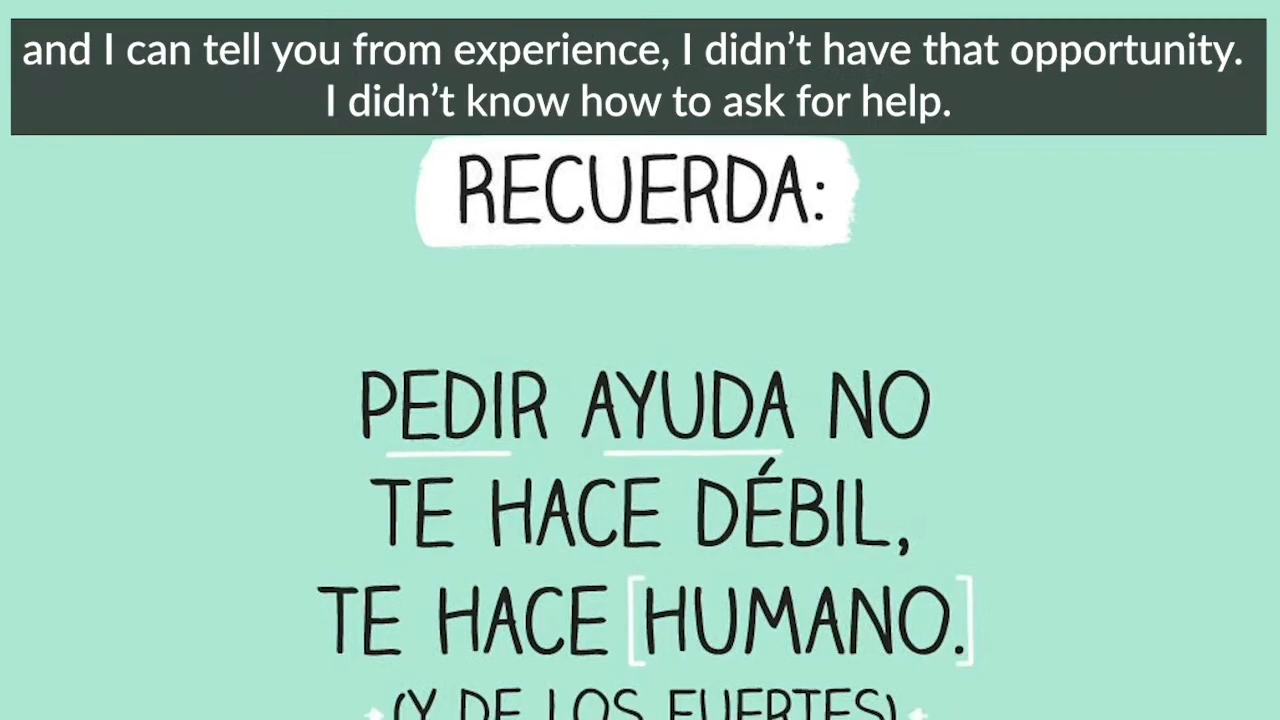 and I can tell you from experience, I didn’t have that opportunity.
I didn’t know how to ask for help.
RECUERDA:
PEDIR AYUDA NO
TE HACE DÉBIL,
TE HACE [HUMANO.]
(Y DE LOS FUERTES)